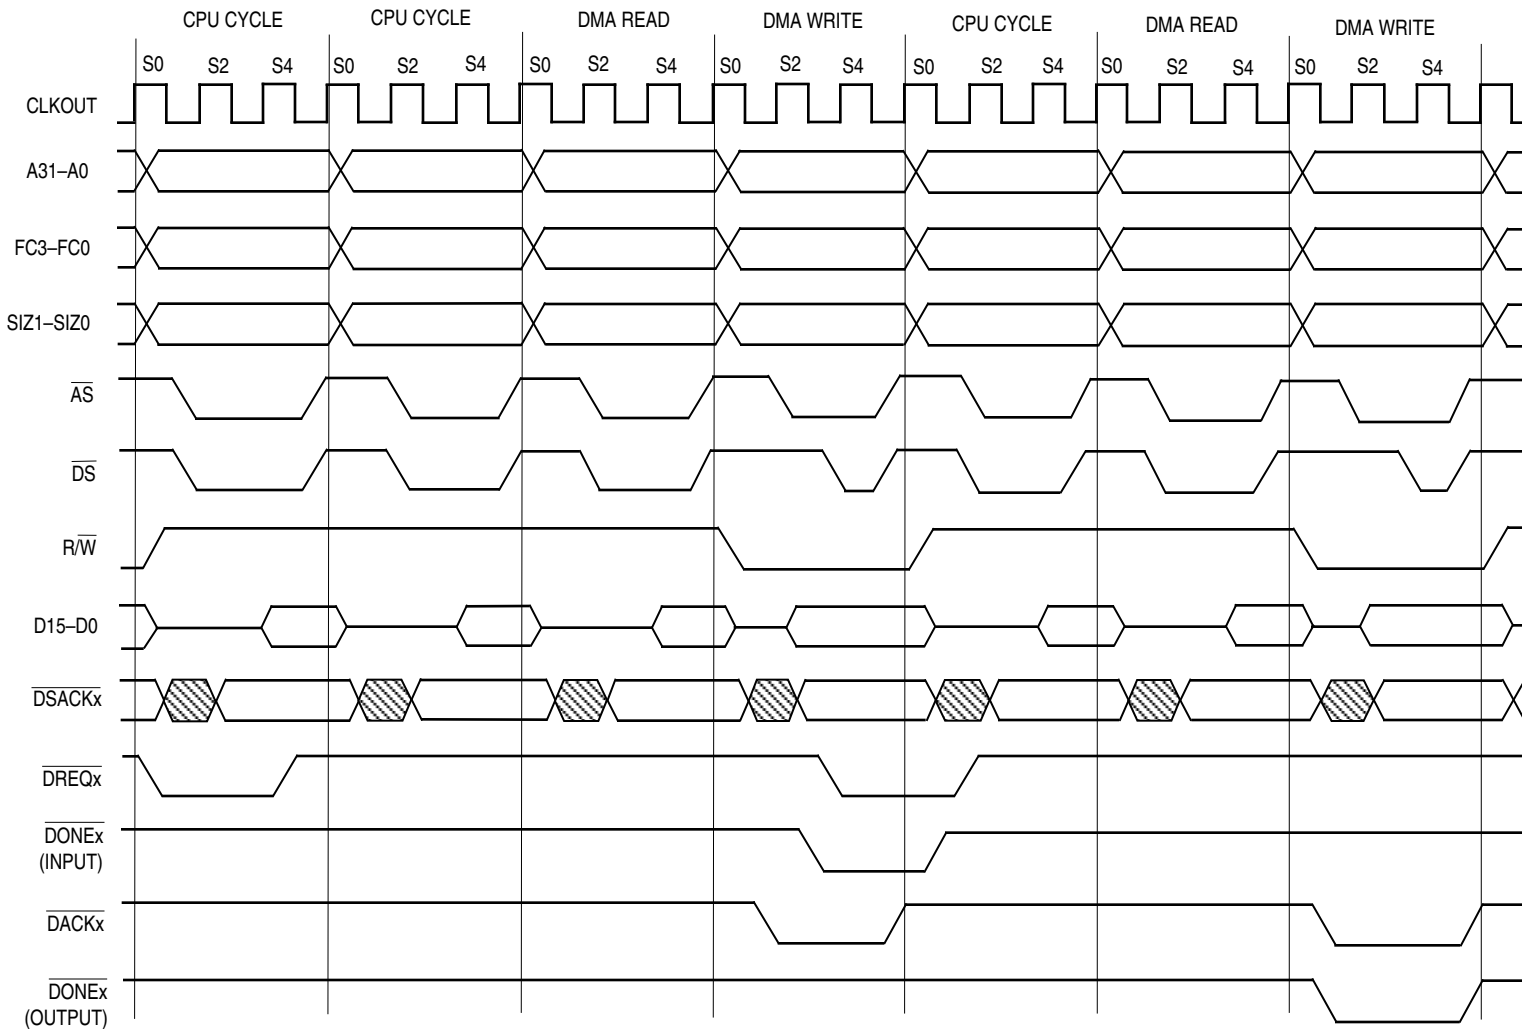 CPU CYCLE CPU CYCLE DMA READ DMA WRITE CPU CYCLE DMA READ DMA WRITE
S0 S2 S4 S0 S2 S4 S0 S2 S4 S0 S2 S4 S0 S2 S4 S0 S2 S4 S0 S2 S4
CLKOUT
A31–A0
FC3–FC0
SIZ1–SIZ0
AS
DS
R/W
D15–D0
DSACKx
DREQx
DONEx
(INPUT)
DACKx
DONEx
(OUTPUT)